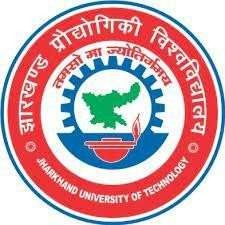 झारखण्ड प्रौद्योगिकी विश्वविद्यालय
तमसो मा ज्योतिर्गमय
JHARKHAND UNIVERSITY OF TECHNOLOGY